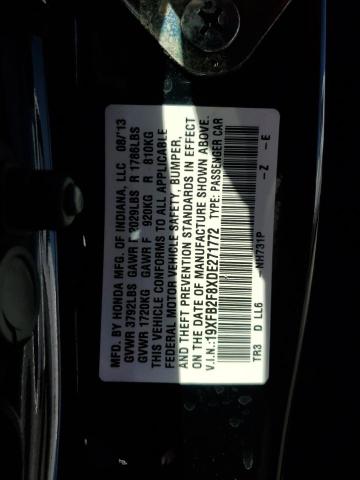 MFD. BY HONDA MFG. OF INDIANA, LLC 08/13
GVWR 3792LBS GAWR F 2029LBS R 1786LBS
GVWR 1720KG GAWR F 920KG R 810KG
THIS VEHICLE CONFORMS TO ALL APPLICABLE
FEDERAL MOTOR VEHICLE SAFETY, BUMPER,
AND THEFT PREVENTION STANDARDS IN EFFECT
ON THE DATE OF MANUFACTURE SHOWN ABOVE.
V.I.N.:19XFB2F8XDE271772 TYPE: PASSENGER CAR
NH731P - Z - E
TR3 D LL6